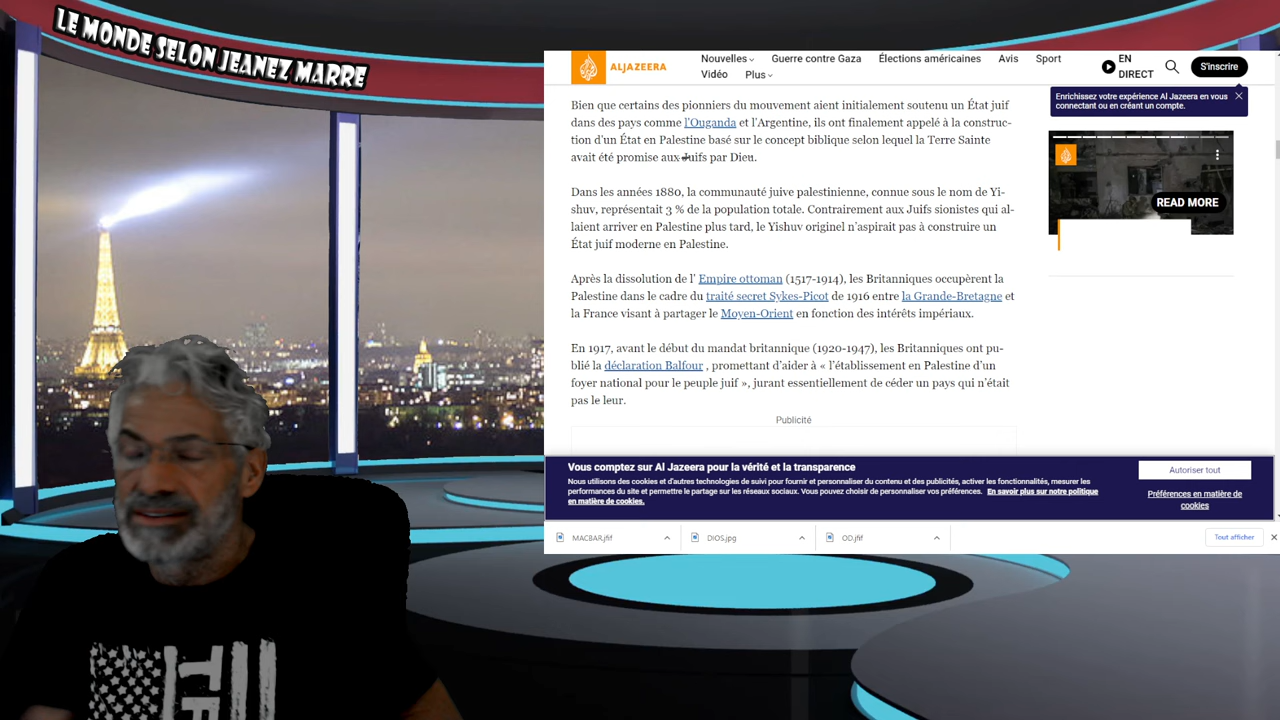 LE MONDE SELON JEANEZ MARRE
ALJAZEERA
Nouvelles
Guerre contre Gaza
Élections américaines
Avis
Sport
Vidéo
Plus
EN DIRECT
S'inscrire
Enrichissez votre expérience Al Jazeera en vous
connectant ou en créant un compte.
READ MORE
Bien que certains des pionniers du mouvement aient initialement soutenu un État juif
dans des pays comme l'Ouganda et l'Argentine, ils ont finalement appelé à la construc-
tion d'un État en Palestine basé sur le concept biblique selon lequel la Terre Sainte
avait été promise aux Juifs par Dieu.
Dans les années 1880, la communauté juive palestinienne, connue sous le nom de Yi-
shuv, représentait 3 % de la population totale. Contrairement aux Juifs sionistes qui al-
laient arriver en Palestine plus tard, le Yishuv originel n'aspirait pas à construire un
État juif moderne en Palestine.
Après la dissolution de l' Empire ottoman (1517-1914), les Britanniques occupèrent la
Palestine dans le cadre du traité secret Sykes-Picot de 1916 entre la Grande-Bretagne et
la France visant à partager le Moyen-Orient en fonction des intérêts impériaux.
En 1917, avant le début du mandat britannique (1920-1947), les Britanniques ont pu-
blié la déclaration Balfour , promettant d'aider à « l'établissement en Palestine d'un
foyer national pour le peuple juif », jurant essentiellement de céder un pays qui n'était
pas le leur.
Publicité
Vous comptez sur Al Jazeera pour la vérité et la transparence
Nous utilisons des cookies et d'autres technologies de suivi pour fournir et personnaliser du contenu et des publicités, activer les fonctionnalités, mesurer les
performances du site et permettre le partage sur les réseaux sociaux. Vous pouvez choisir de personnaliser vos préférences. En savoir plus sur notre politique
en matière de cookies.
Autoriser tout
Préférences en matière de
cookies
MACBAR.jfif
DIOS.jpg
OD.jfif
Tout afficher